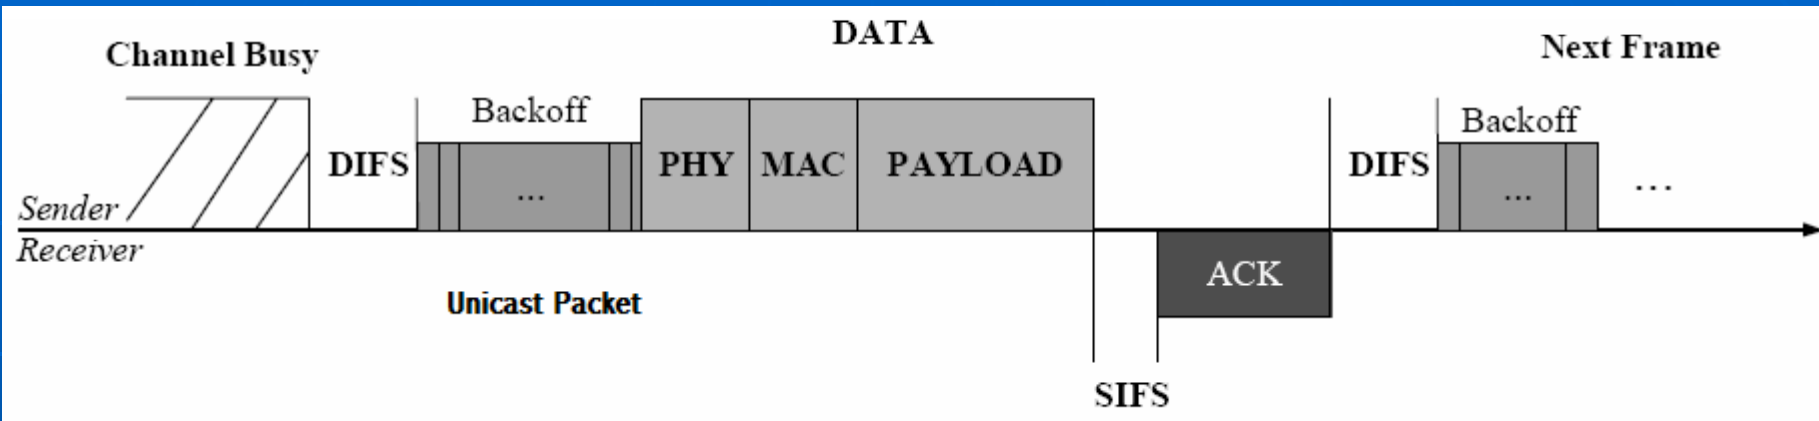 DATA
Channel Busy
Next Frame
Backoff
Backoff
DIFS
...
PHY
MAC
PAYLOAD
DIFS
...
...
Sender
Receiver
ACK
Unicast Packet
SIFS